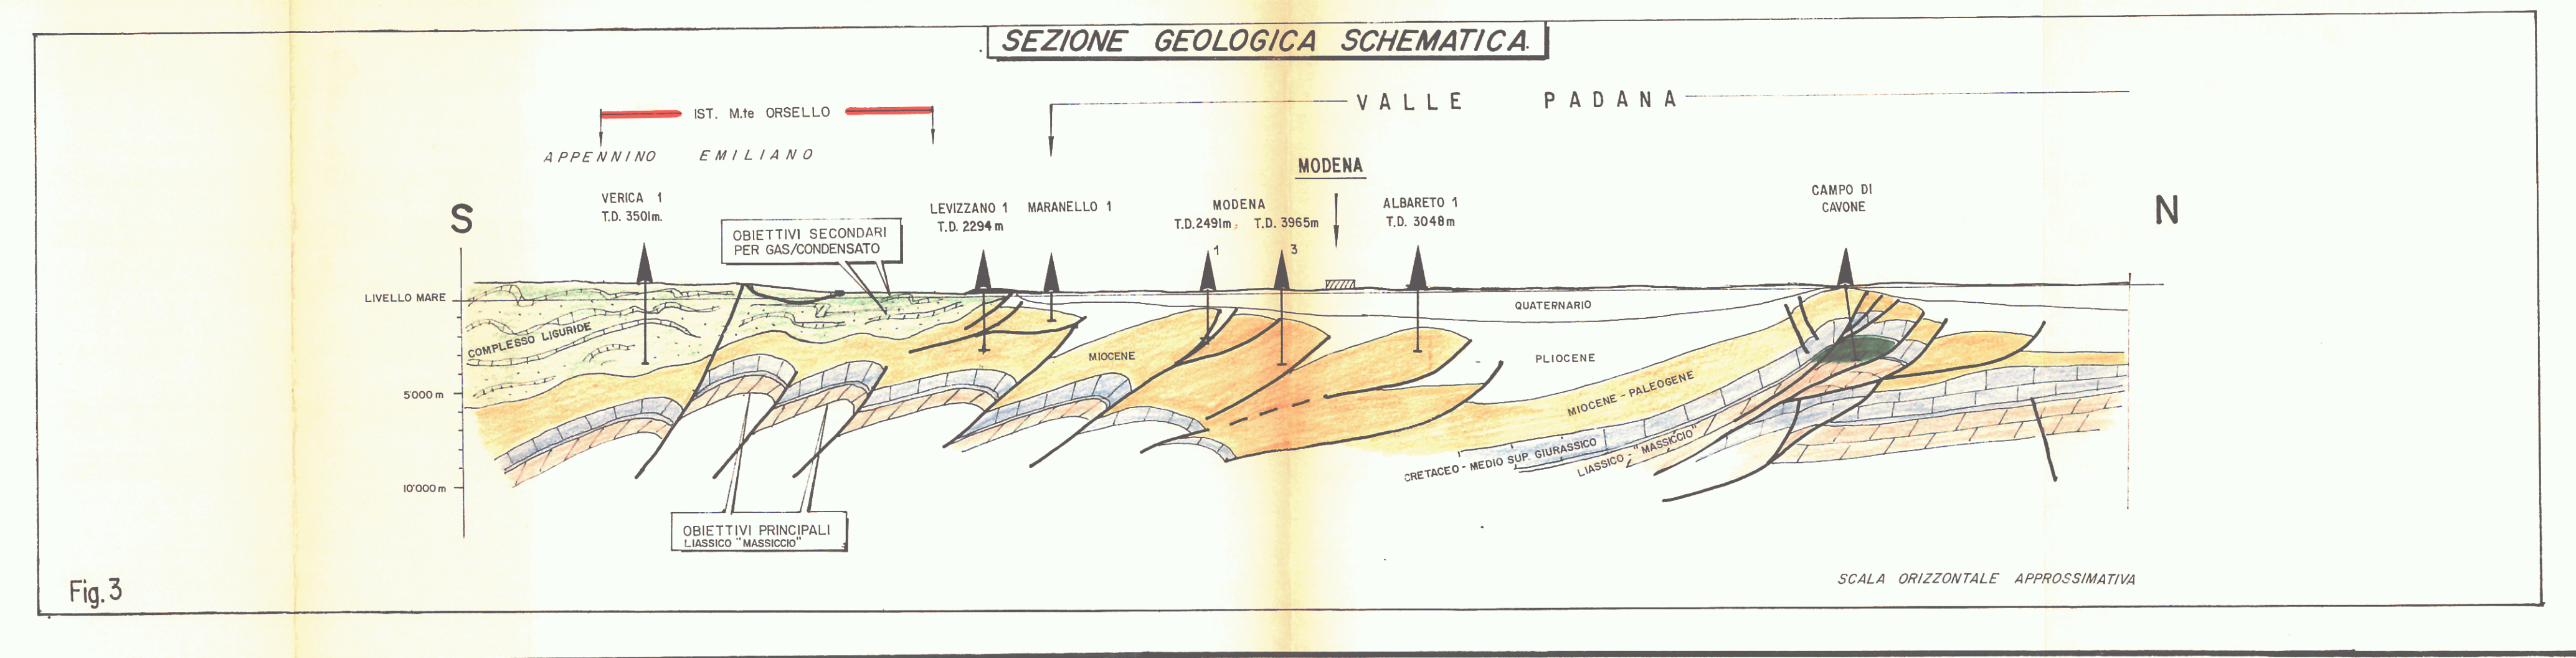 SEZIONE GEOLOGICA SCHEMATICA.
VALLE PADANA
IST. M.te ORSELLO
APPENNINO EMILIANO
MODENA
S
N
VERICA 1
T.D. 3501m.
OBIETTIVI SECONDARI
PER GAS/CONDENSATO
LEVIZZANO 1
T.D. 2294 m
MARANELLO 1
MODENA
T.D. 2491m, T.D. 3965m
1
3
ALBARETO 1
T.D. 3048 m
CAMPO DI
CAVONE
LIVELLO MARE
5'000 m
10'000 m
COMPLESSO LIGURIDE
MIOCENE
QUATERNARIO
PLIOCENE
MIOCENE - PALEOGENE
CRETACEO - MEDIO SUP. GIURASSICO
LIASSICO - "MASSICCIO"
OBIETTIVI PRINCIPALI
LIASSICO "MASSICCIO"
SCALA ORIZZONTALE APPROSSIMATIVA
Fig. 3